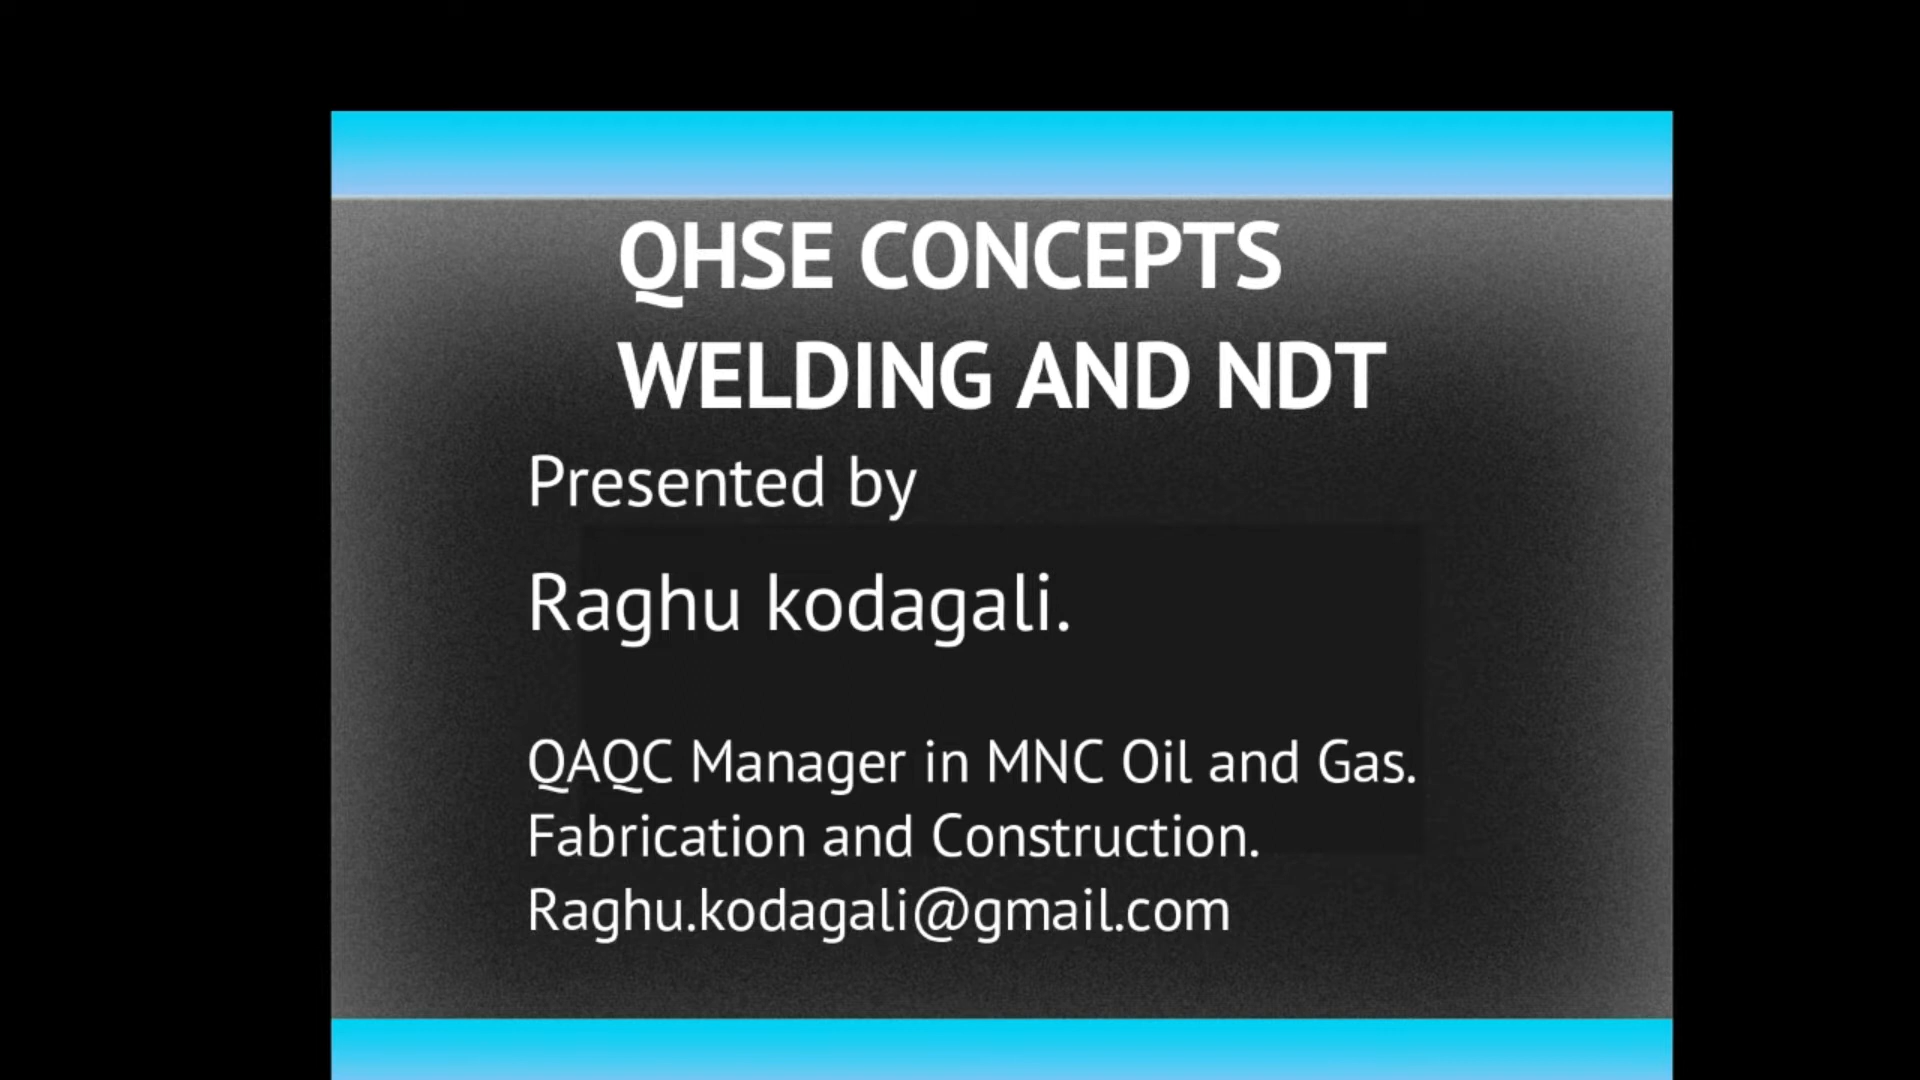 QHSE CONCEPTS
WELDING AND NDT
Presented by
Raghu kodagali.
QAQC Manager in MNC Oil and Gas.
Fabrication and Construction.
Raghu.kodagali@gmail.com